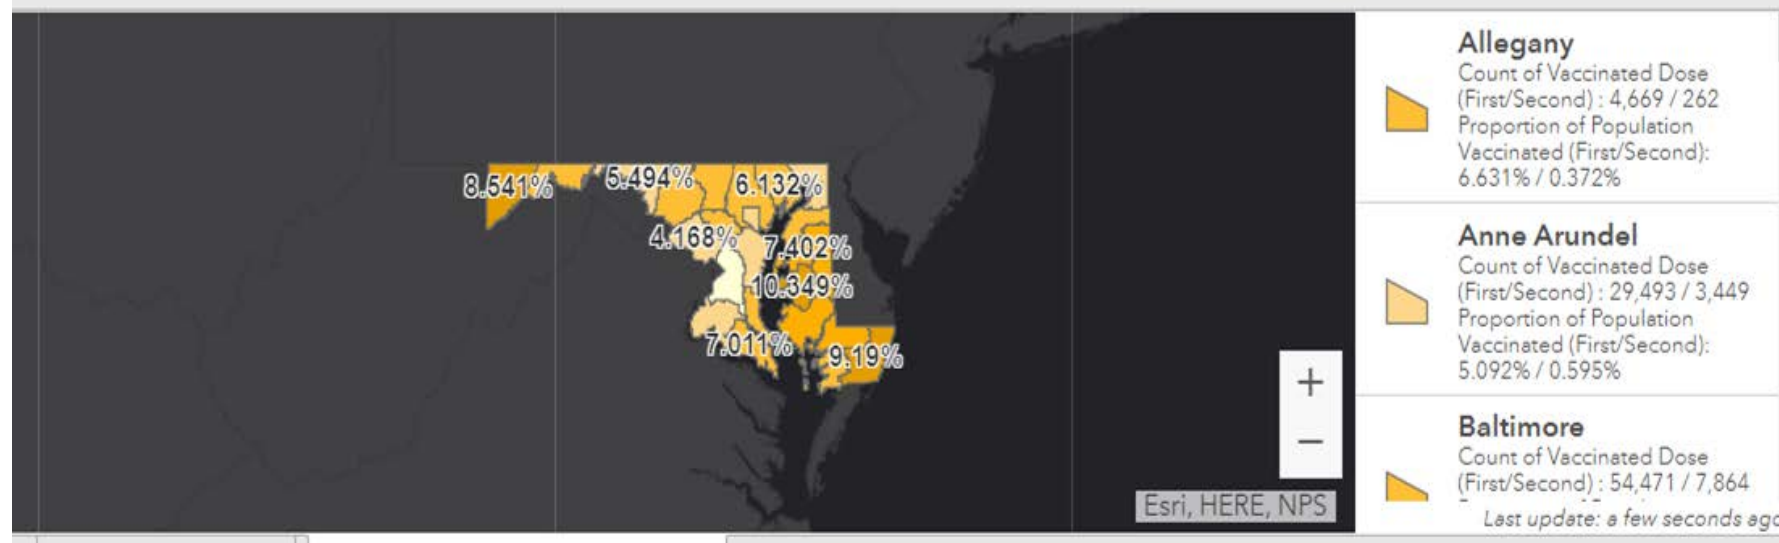 8.541%
5.494%
6.132%
4.168%
7.402%
10.349%
7.011%
9.19%
+
−
Esri, HERE, NPS
Allegany
Count of Vaccinated Dose
(First/Second) : 4,669 / 262
Proportion of Population
Vaccinated (First/Second):
6.631% / 0.372%
Anne Arundel
Count of Vaccinated Dose
(First/Second) : 29,493 / 3,449
Proportion of Population
Vaccinated (First/Second):
5.092% / 0.595%
Baltimore
Count of Vaccinated Dose
(First/Second) : 54,471 / 7,864
Last update: a few seconds ago